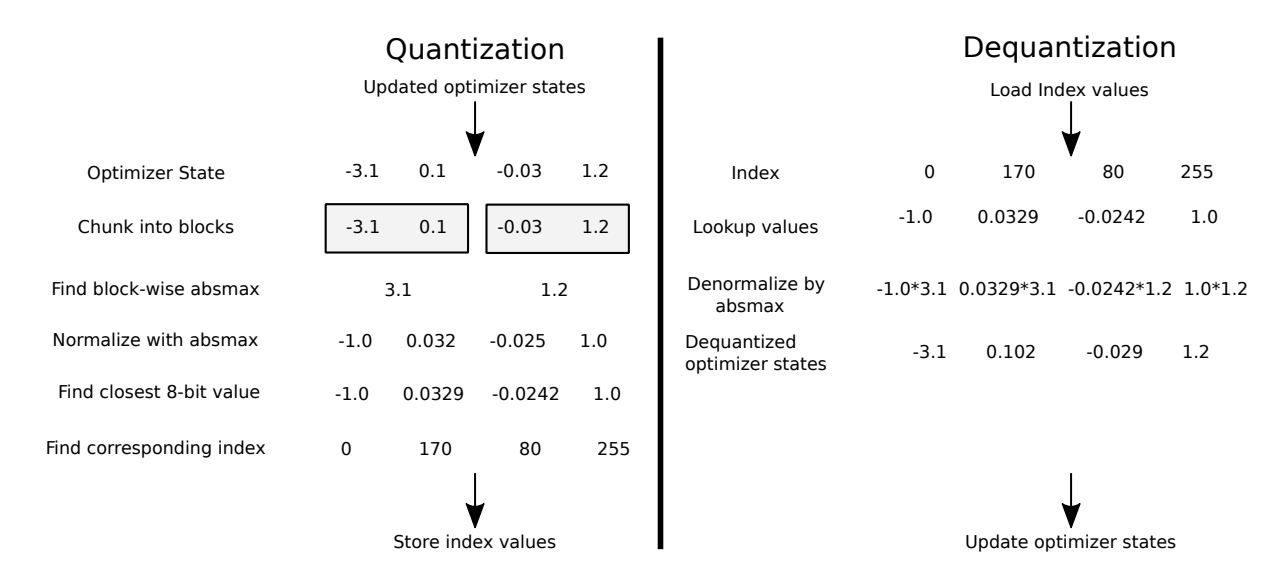 Quantization
Updated optimizer states
Optimizer State -3.1 0.1 -0.03 1.2
Chunk into blocks -3.1 0.1 -0.03 1.2
Find block-wise absmax 3.1 1.2
Normalize with absmax -1.0 0.032 -0.025 1.0
Find closest 8-bit value -1.0 0.0329 -0.0242 1.0
Find corresponding index 0 170 80 255
Store index values
Dequantization
Load Index values
Index 0 170 80 255
Lookup values -1.0 0.0329 -0.0242 1.0
Denormalize by
absmax
-1.0*3.1 0.0329*3.1 -0.0242*1.2 1.0*1.2
Dequantized
optimizer states
-3.1 0.102 -0.029 1.2
Update optimizer states